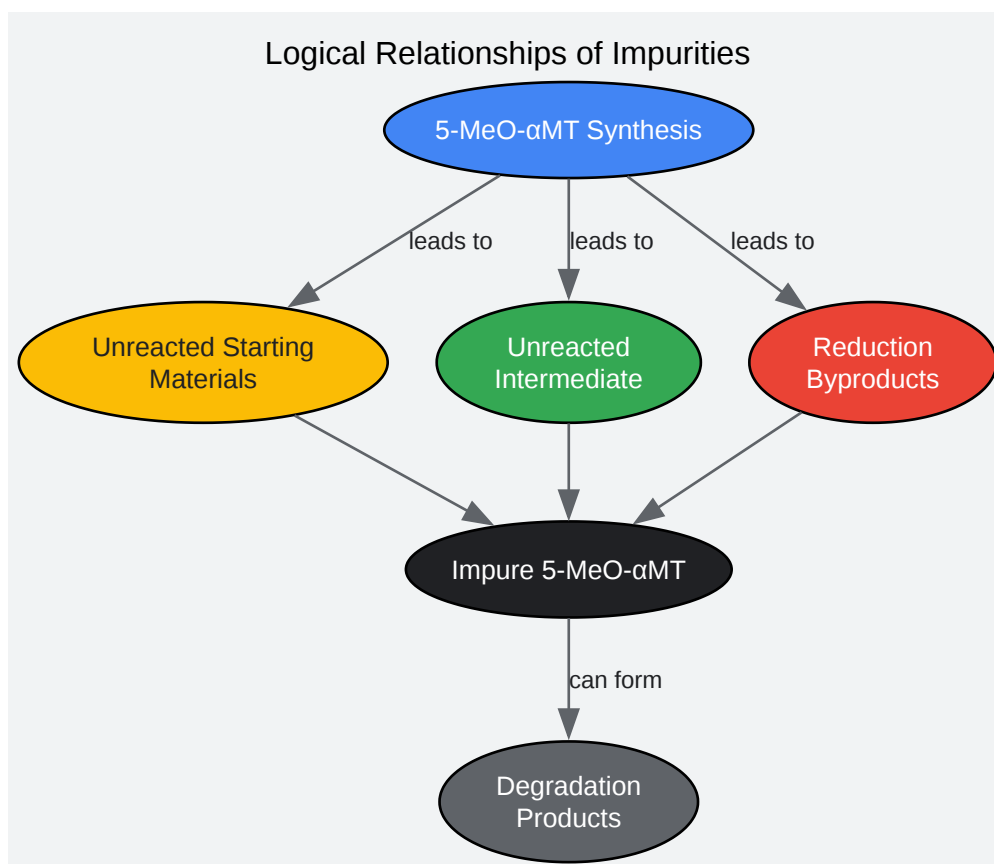 Logical Relationships of Impurities
5-MeO-αMT Synthesis
leads to
leads to
leads to
Unreacted Starting
Materials
Unreacted
Intermediate
Reduction
Byproducts
Impure 5-MeO-αMT
can form
Degradation
Products